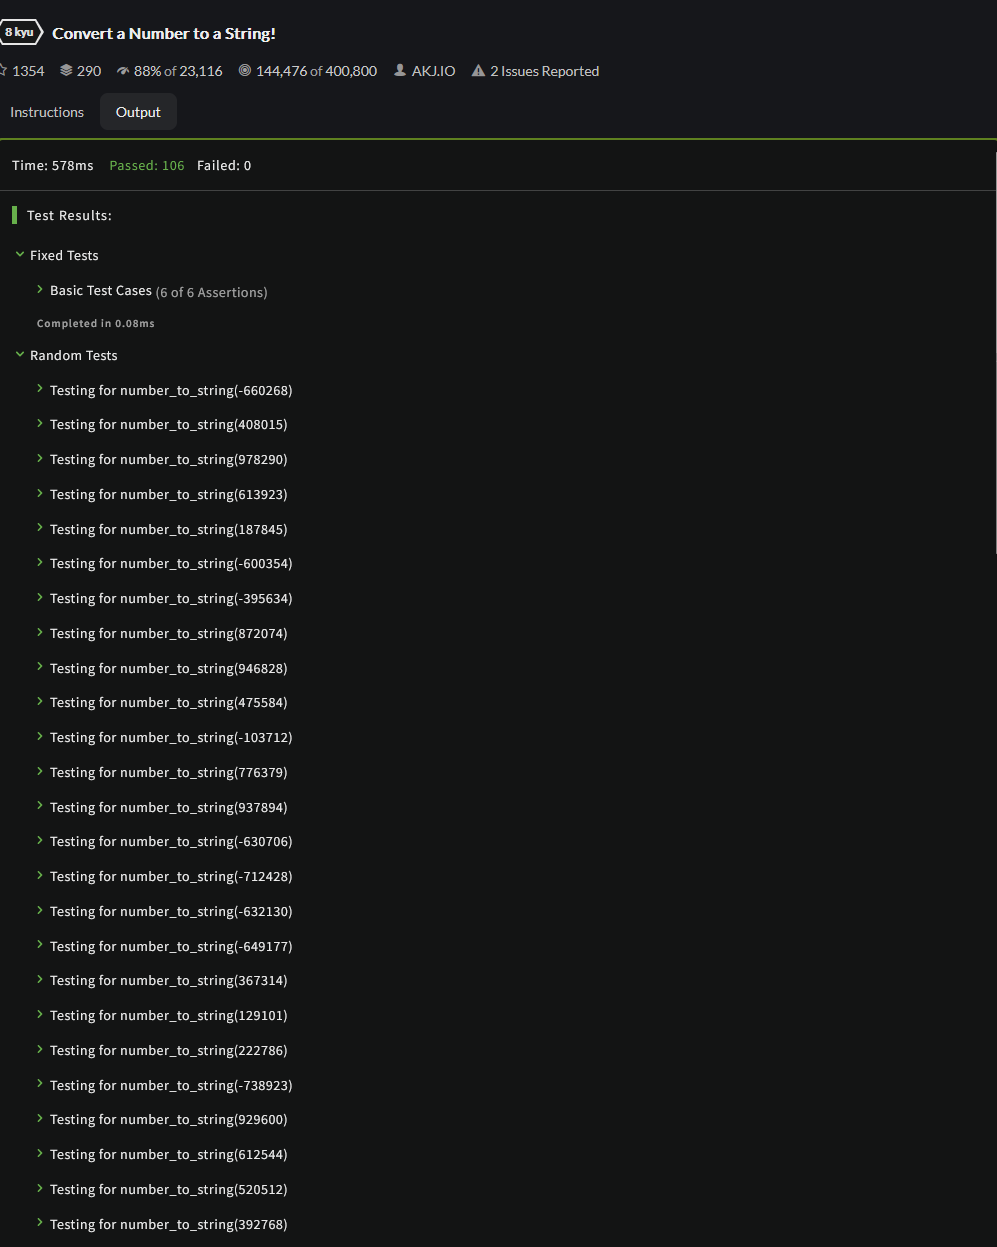 8 kyu Convert a Number to a String!
1354 290 88% of 23,116 144,476 of 400,800 AKJ.IO 2 Issues Reported
Instructions Output
Time: 578ms Passed: 106 Failed: 0
Test Results:
Fixed Tests
Basic Test Cases (6 of 6 Assertions)
Completed in 0.08ms
Random Tests
Testing for number_to_string(-660268)
Testing for number_to_string(408015)
Testing for number_to_string(978290)
Testing for number_to_string(613923)
Testing for number_to_string(187845)
Testing for number_to_string(-600354)
Testing for number_to_string(-395634)
Testing for number_to_string(872074)
Testing for number_to_string(946828)
Testing for number_to_string(475584)
Testing for number_to_string(-103712)
Testing for number_to_string(776379)
Testing for number_to_string(937894)
Testing for number_to_string(-630706)
Testing for number_to_string(-712428)
Testing for number_to_string(-632130)
Testing for number_to_string(-649177)
Testing for number_to_string(367314)
Testing for number_to_string(129101)
Testing for number_to_string(222786)
Testing for number_to_string(-738923)
Testing for number_to_string(929600)
Testing for number_to_string(612544)
Testing for number_to_string(520512)
Testing for number_to_string(392768)